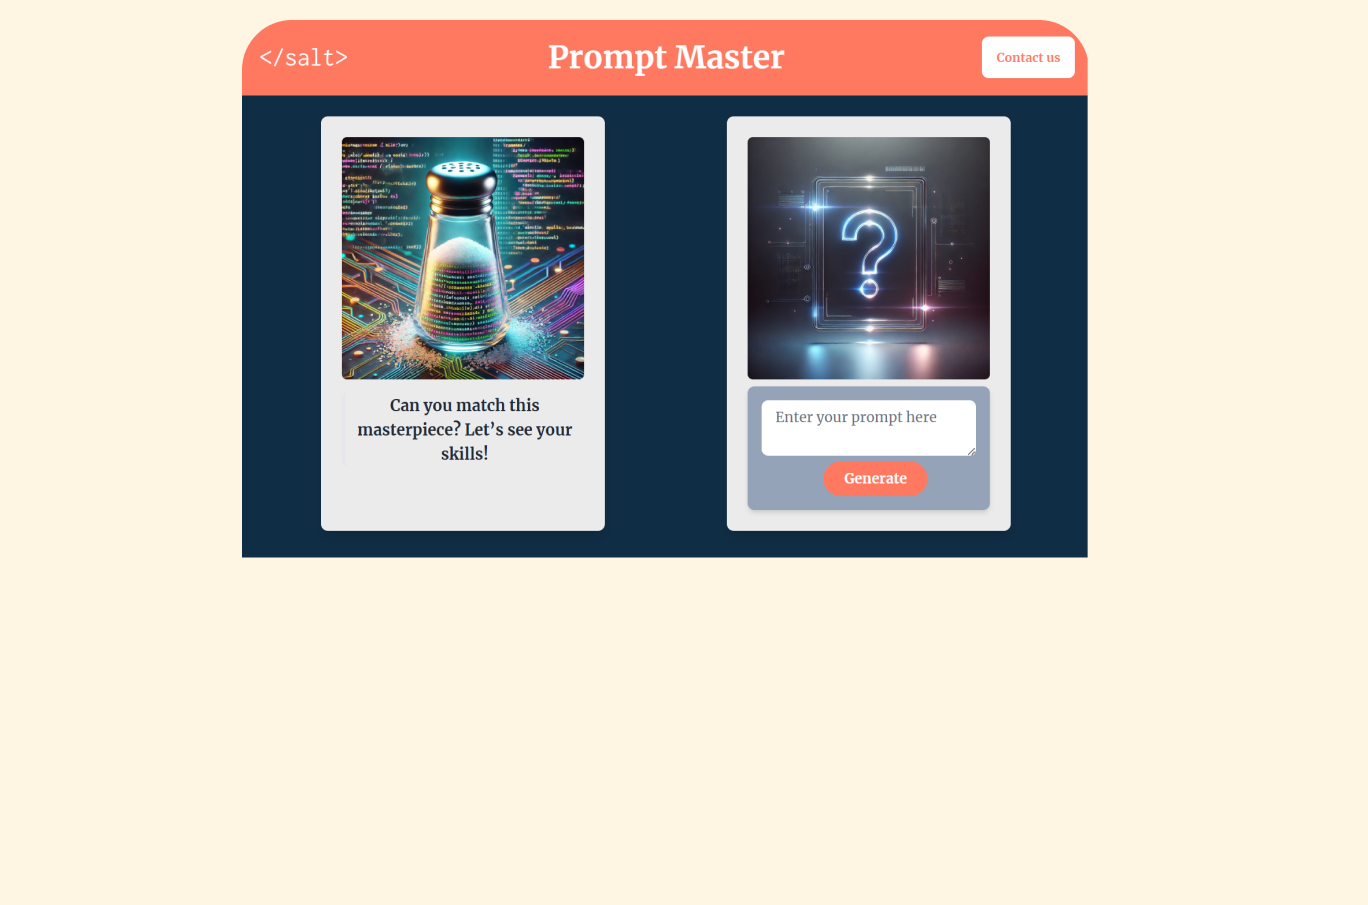 </salt>
Prompt Master
Contact us
Can you match this
masterpiece? Let’s see your
skills!
Enter your prompt here
Generate